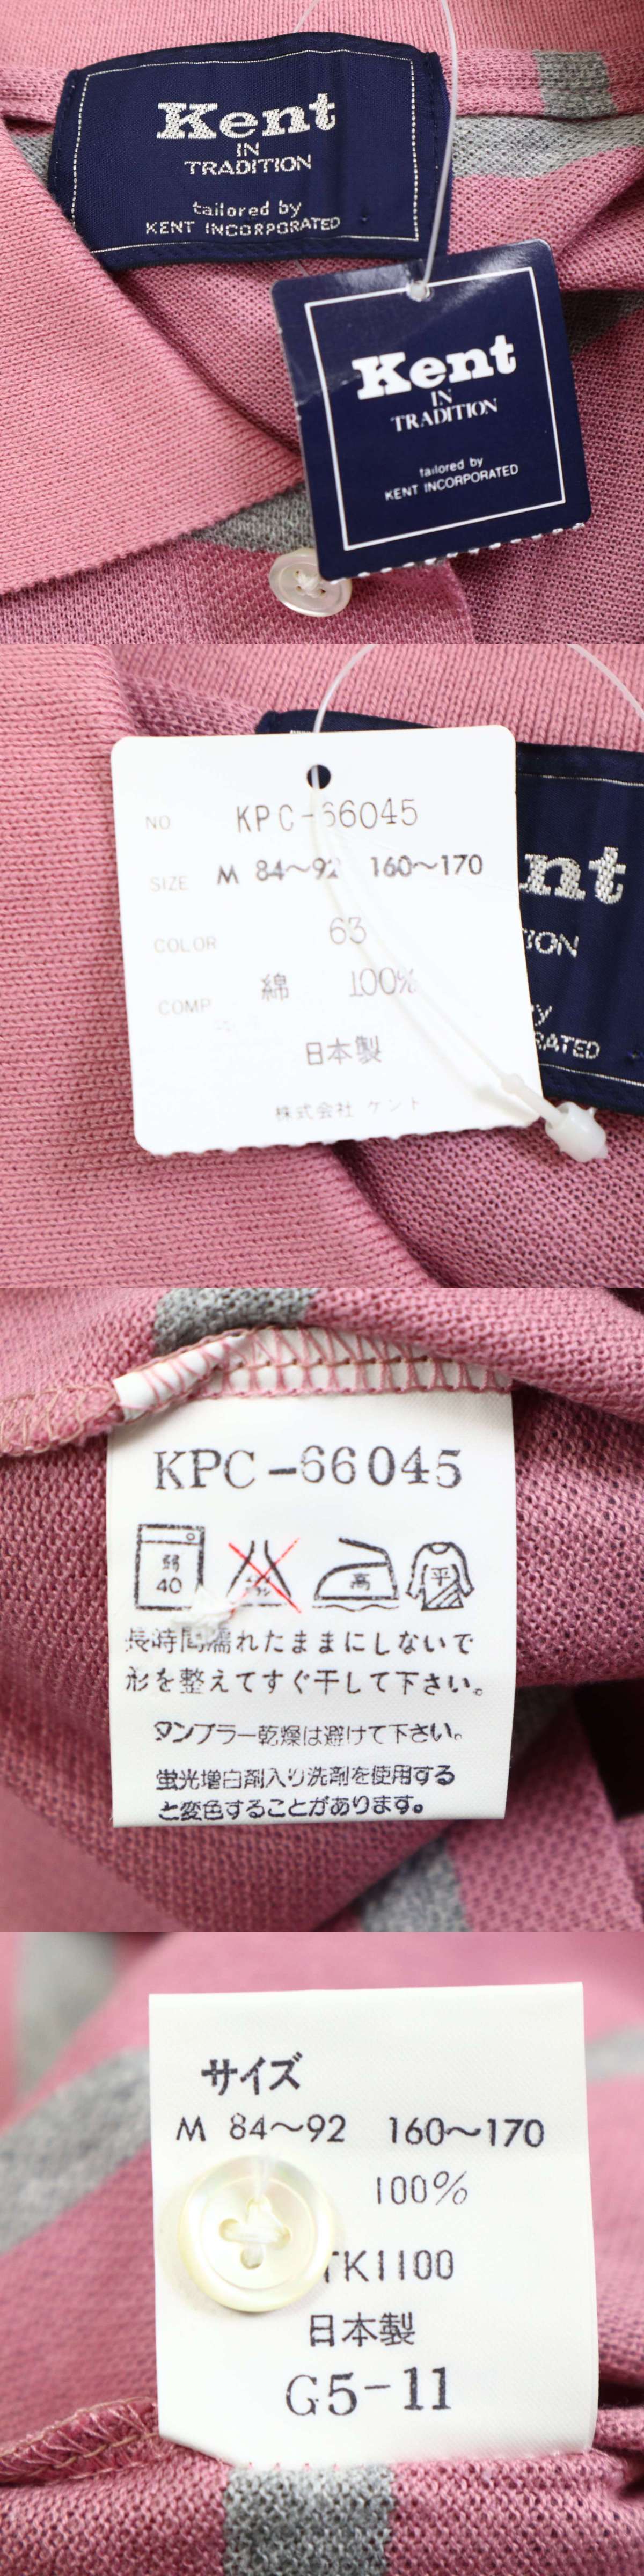 Kent
IN
TRADITION
tailored by
KENT INCORPORATED
Kent
IN
TRADITION
tailored by
KENT INCORPORATED
NO KPC-66045
SIZE M 84～92 160～170
COLOR 63
COMP 綿 100%
日本製
株式会社 ケント
KPC-66045
弱
40
高
平
長時間濡れたままにしないで
形を整えてすぐ干して下さい。
タンブラー乾燥は避けて下さい。
蛍光増白剤入り洗剤を使用する
と変色することがあります。
サイズ
M 84～92 160～170
100%
TK1100
日本製
G5-11